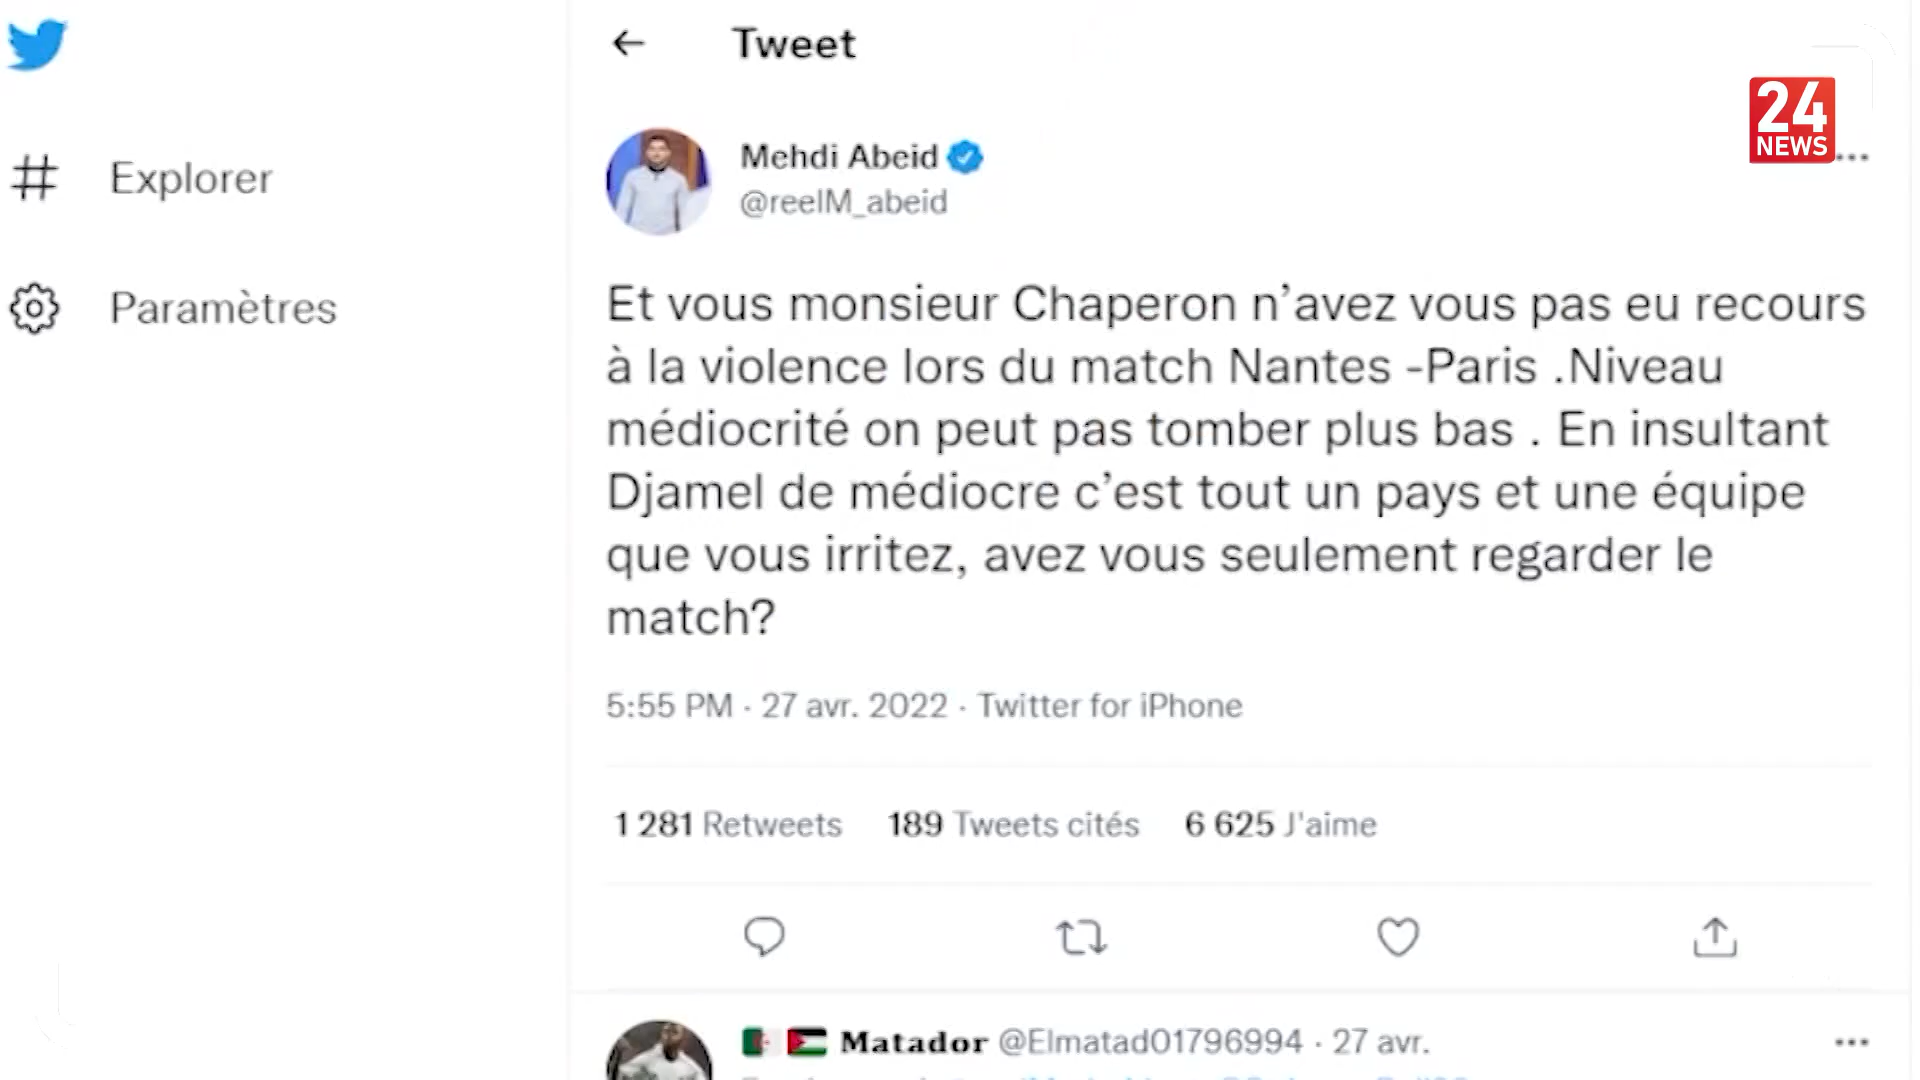 Tweet
24
NEWS
Explorer
Paramètres
Mehdi Abeid
@reelM_abeid
Et vous monsieur Chaperon n’avez vous pas eu recours
à la violence lors du match Nantes -Paris .Niveau
médiocrité on peut pas tomber plus bas . En insultant
Djamel de médiocre c’est tout un pays et une équipe
que vous irritez, avez vous seulement regarder le
match?
5:55 PM · 27 avr. 2022 · Twitter for iPhone
1 281 Retweets 189 Tweets cités 6 625 J'aime
Matador @Elmatad01796994 · 27 avr.